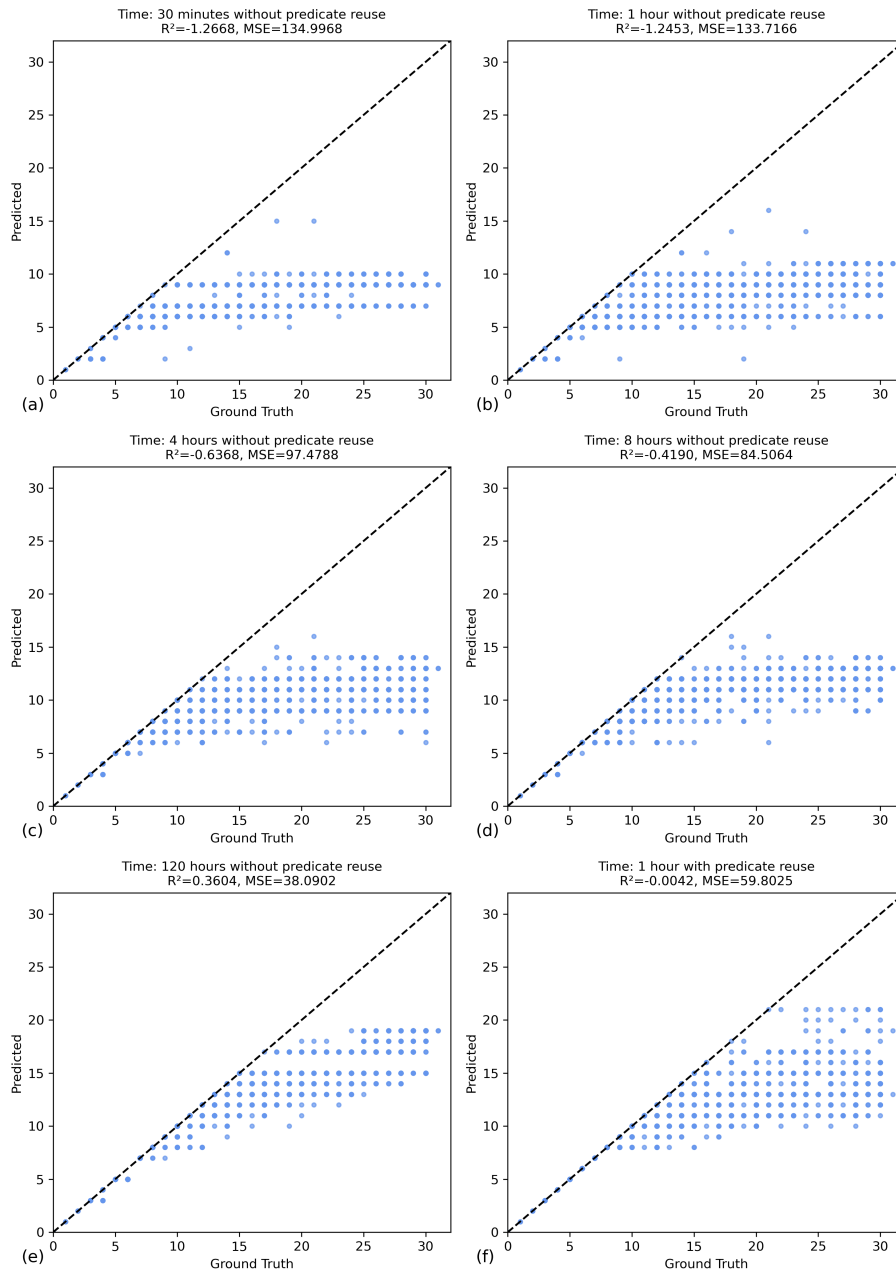 Time: 30 minutes without predicate reuse
R²=-1.2668, MSE=134.9968
30
25
20
15
10
5
0
Predicted
0 5 10 15 20 25 30
Ground Truth
(a)
Time: 1 hour without predicate reuse
R²=-1.2453, MSE=133.7166
30
25
20
15
10
5
0
Predicted
0 5 10 15 20 25 30
Ground Truth
(b)
Time: 4 hours without predicate reuse
R²=-0.6368, MSE=97.4788
30
25
20
15
10
5
0
Predicted
0 5 10 15 20 25 30
Ground Truth
(c)
Time: 8 hours without predicate reuse
R²=-0.4190, MSE=84.5064
30
25
20
15
10
5
0
Predicted
0 5 10 15 20 25 30
Ground Truth
(d)
Time: 120 hours without predicate reuse
R²=0.3604, MSE=38.0902
30
25
20
15
10
5
0
Predicted
0 5 10 15 20 25 30
Ground Truth
(e)
Time: 1 hour with predicate reuse
R²=-0.0042, MSE=59.8025
30
25
20
15
10
5
0
Predicted
0 5 10 15 20 25 30
Ground Truth
(f)